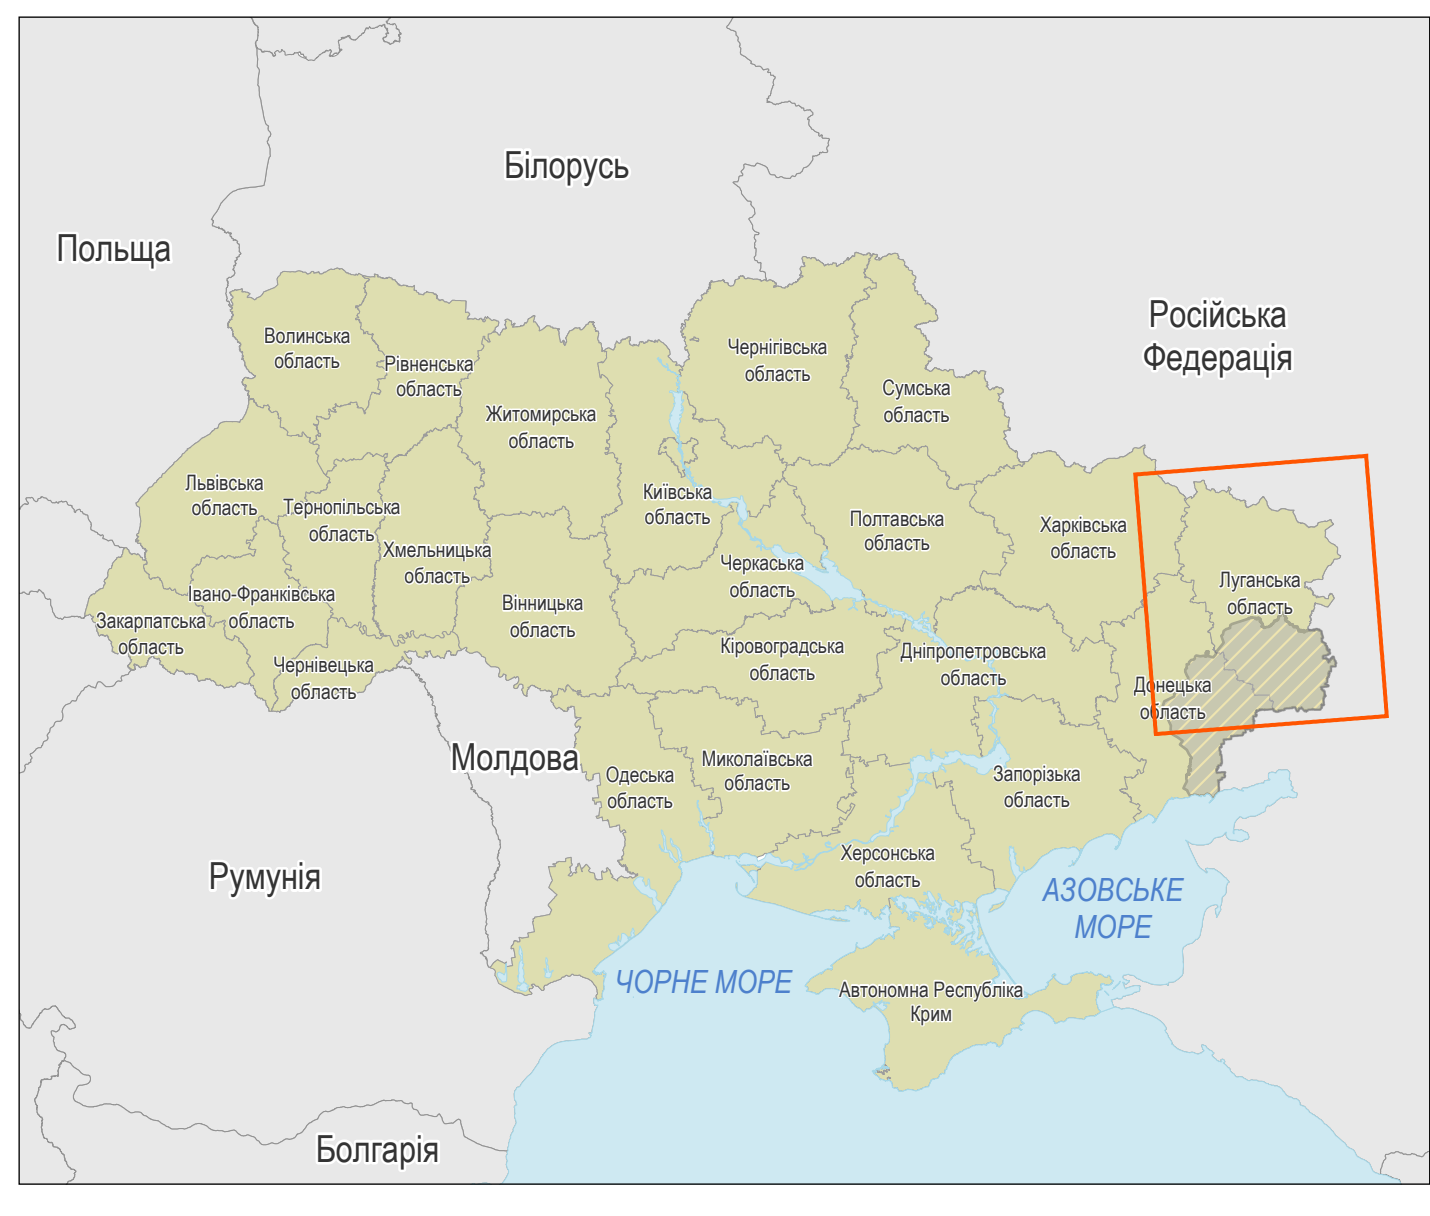 Білорусь
Польща
Російська
Федерація
Волинська
область
Рівненська
область
Житомирська
область
Чернігівська
область
Сумська
область
Львівська
область
Тернопільська
область
Хмельницька
область
Київська
область
Полтавська
область
Харківська
область
Луганська
область
Черкаська
область
Івано-Франківська
область
Закарпатська
область
Вінницька
область
Чернівецька
область
Кіровоградська
область
Дніпропетровська
область
Донецька
область
Молдова
Одеська
область
Миколаївська
область
Запорізька
область
Херсонська
область
Румунія
АЗОВСЬКЕ
МОРЕ
ЧОРНЕ МОРЕ
Автономна Республіка
Крим
Болгарія